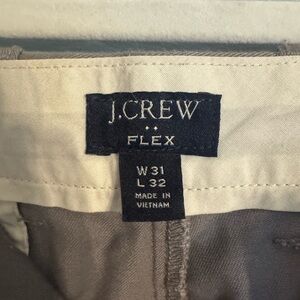 J.CREW
FLEX
W 31
L 32
MADE IN
VIETNAM